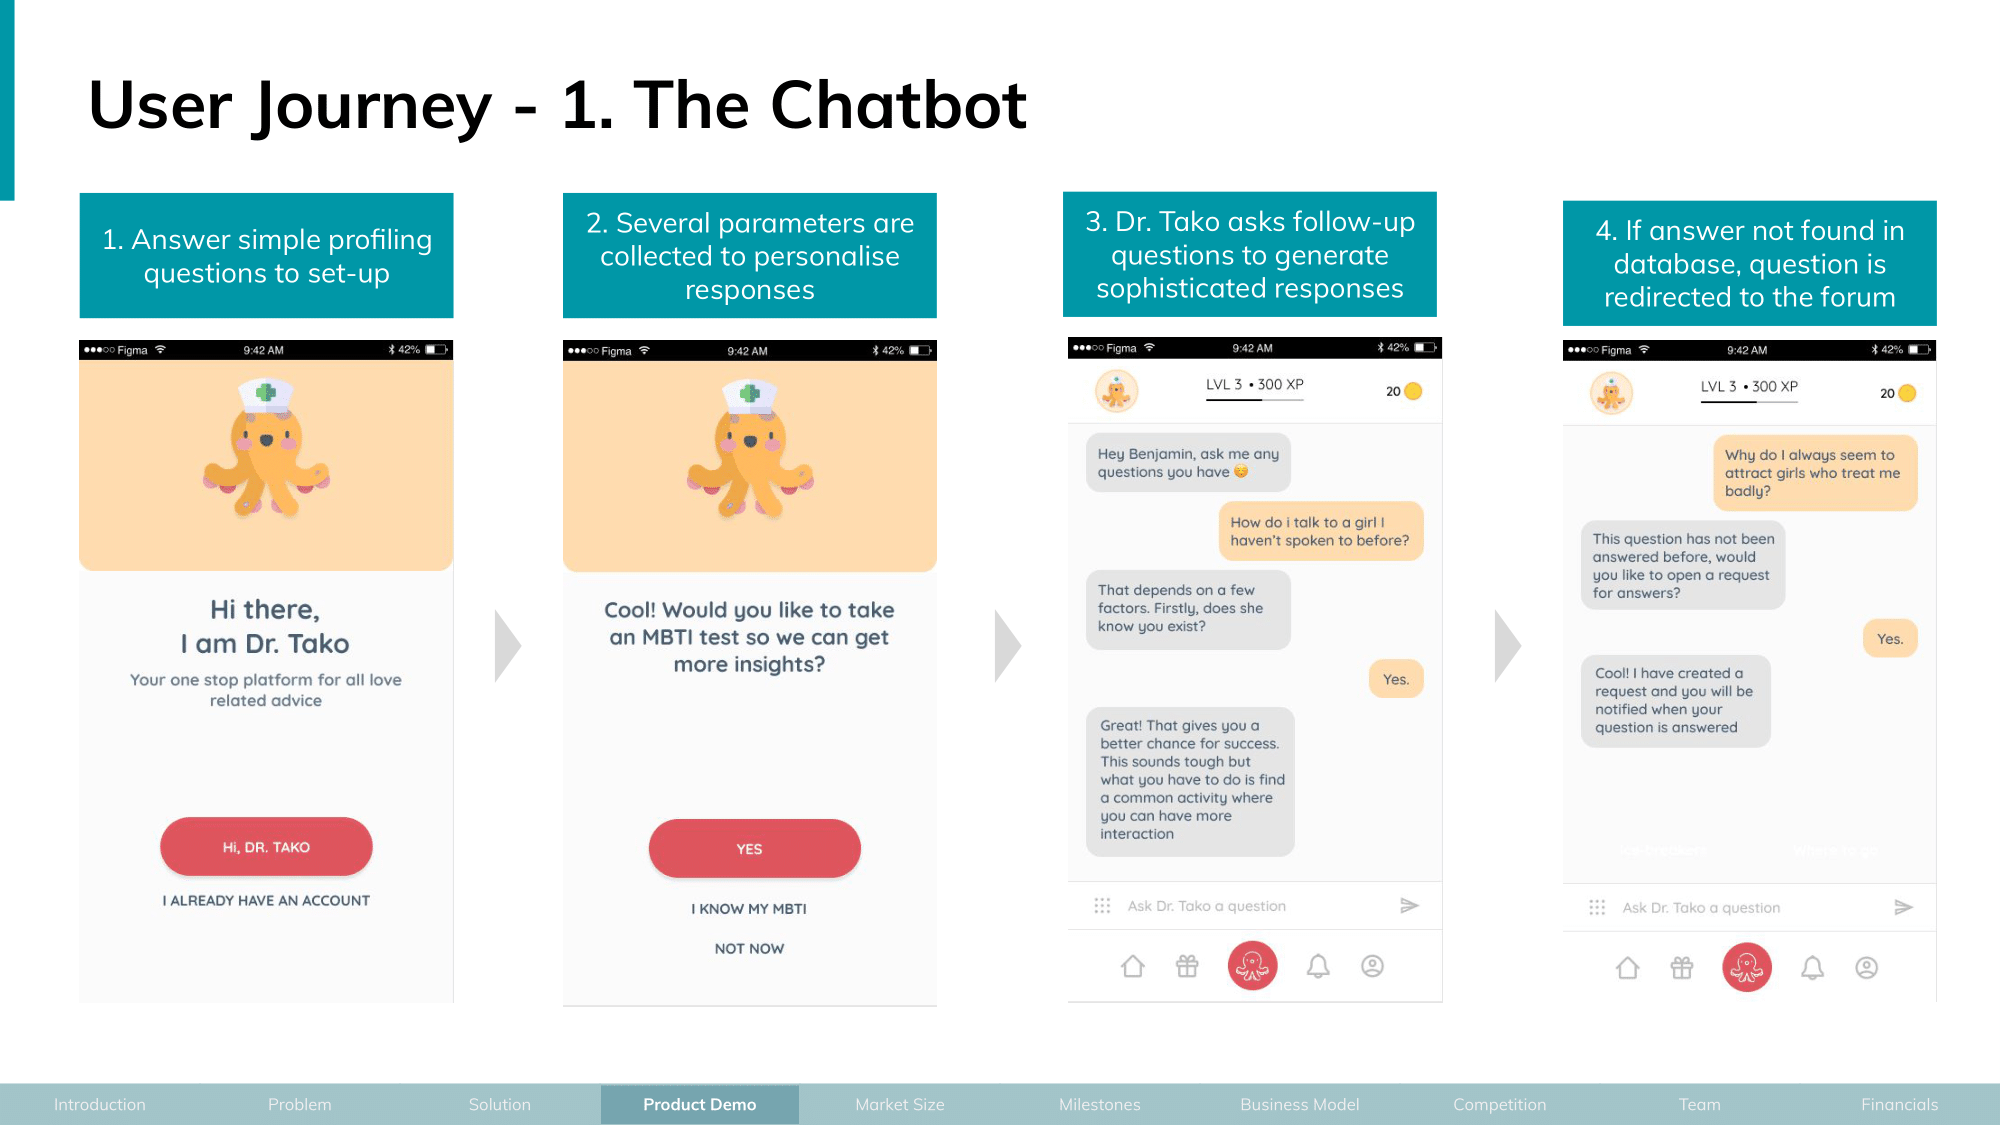 User Journey - 1. The Chatbot
1. Answer simple profiling
questions to set-up
●●●○○ Figma
9:42 AM
42%
Hi there,
I am Dr. Tako
Your one stop platform for all love
related advice
Hi, DR. TAKO
I ALREADY HAVE AN ACCOUNT
2. Several parameters are
collected to personalise
responses
●●●○○ Figma
9:42 AM
42%
Cool! Would you like to take
an MBTI test so we can get
more insights?
YES
I KNOW MY MBTI
NOT NOW
3. Dr. Tako asks follow-up
questions to generate
sophisticated responses
●●●○○ Figma
9:42 AM
42%
LVL 3 • 300 XP
20
Hey Benjamin, ask me any
questions you have 😚
How do i talk to a girl I
haven't spoken to before?
That depends on a few
factors. Firstly, does she
know you exist?
Yes.
Great! That gives you a
better chance for success.
This sounds tough but
what you have to do is find
a common activity where
you can have more
interaction
Ask Dr. Tako a question
4. If answer not found in
database, question is
redirected to the forum
●●●○○ Figma
9:42 AM
42%
LVL 3 • 300 XP
20
Why do I always seem to
attract girls who treat me
badly?
This question has not been
answered before, would
you like to open a request
for answers?
Yes.
Cool! I have created a
request and you will be
notified when your
question is answered
Ask Dr. Tako a question
Introduction
Problem
Solution
Product Demo
Market Size
Milestones
Business Model
Competition
Team
Financials